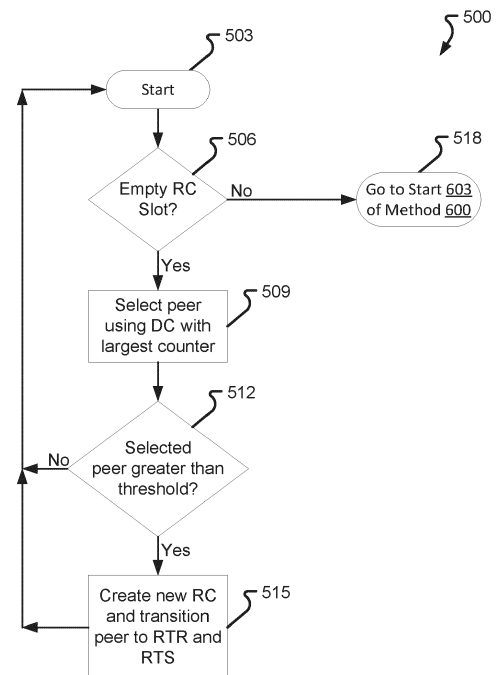 500
503
Start
506
Empty RC
Slot?
No
518
Go to Start 603
of Method 600
Yes
509
Select peer
using DC with
largest counter
512
Selected
peer greater than
threshold?
No
Yes
515
Create new RC
and transition
peer to RTR and
RTS